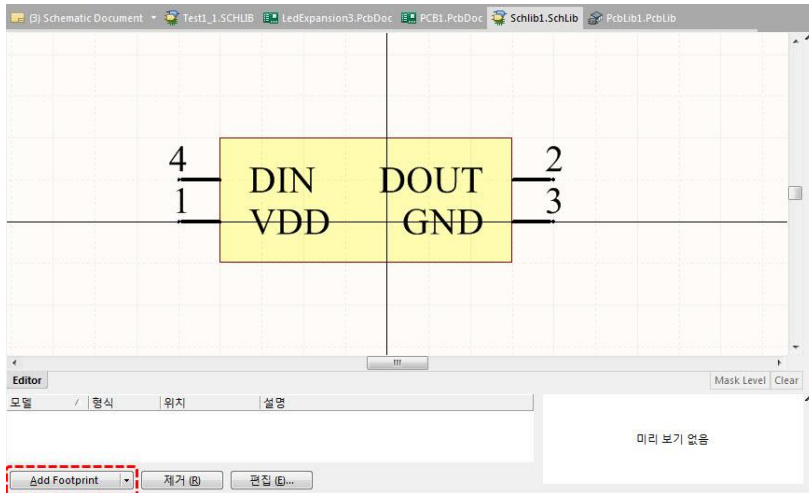 (3) Schematic Document Test1_1.SCHLIB LedExpansion3.PcbDoc PCB1.PcbDoc Schlib1.SchLib PcbLib1.PcbLib
4 DIN DOUT 2
1 VDD GND 3
Editor Mask Level Clear
모델 / 형식 위치 설명
미리 보기 없음
Add Footprint 제거 (R) 편집 (E)...